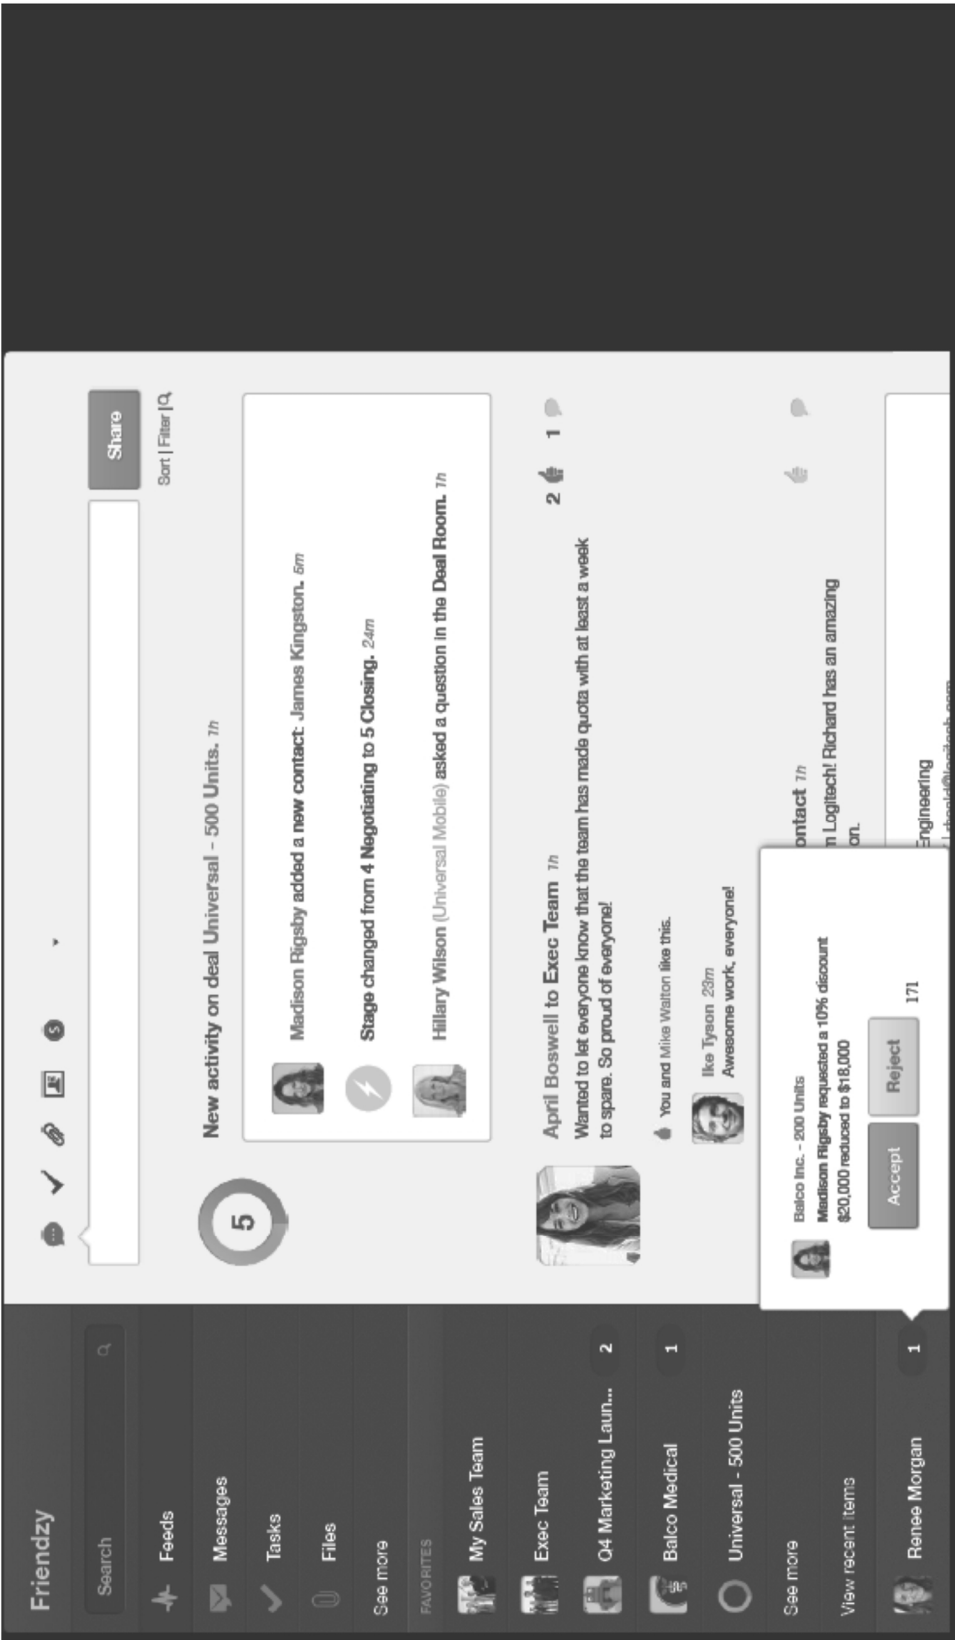 Friendzy
Search
Feeds
Messages
Tasks
Files
See more
FAVORITES
My Sales Team
Exec Team
Q4 Marketing Laun... 2
Balco Medical 1
Universal - 500 Units
See more
View recent items
Renee Morgan 1
Share
Sort | Filter |
5
New activity on deal Universal - 500 Units. 1h
Madison Rigsby added a new contact: James Kingston. 5m
Stage changed from 4 Negotiating to 5 Closing. 24m
Hillary Wilson (Universal Mobile) asked a question in the Deal Room. 1h
April Boswell to Exec Team 1h
2 1
Wanted to let everyone know that the team has made quota with at least a week
to spare. So proud of everyone!
You and Mike Walton like this.
Ike Tyson 23m
Awesome work, everyone!
ontact 1h
m Logitech! Richard has an amazing
on.
Engineering
Balco Inc. - 200 Units
Madison Rigsby requested a 10% discount
$20,000 reduced to $18,000
Accept
Reject
171